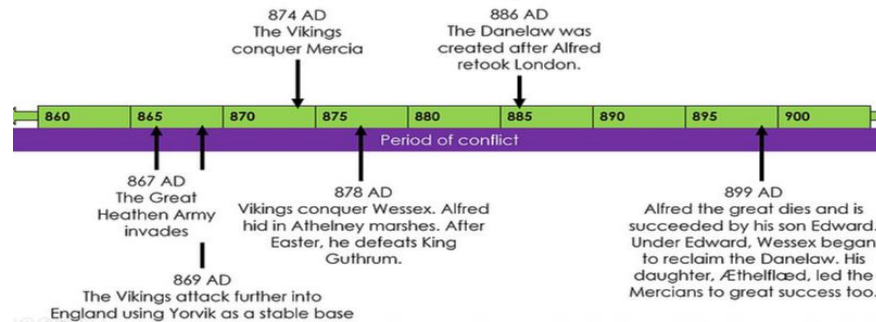 874 AD
The Vikings
conquer Mercia
886 AD
The Danelaw was
created after Alfred
retook London.
860 865 870 875 880 885 890 895 900
Period of conflict
867 AD
The Great
Heathen Army
invades
869 AD
The Vikings attack further into
England using Yorvik as a stable base
878 AD
Vikings conquer Wessex. Alfred
hid in Athelney marshes. After
Easter, he defeats King
Guthrum.
899 AD
Alfred the great dies and is
succeeded by his son Edward.
Under Edward, Wessex began
to reclaim the Danelaw. His
daughter, Æthelflæd, led the
Mercians to great success too.